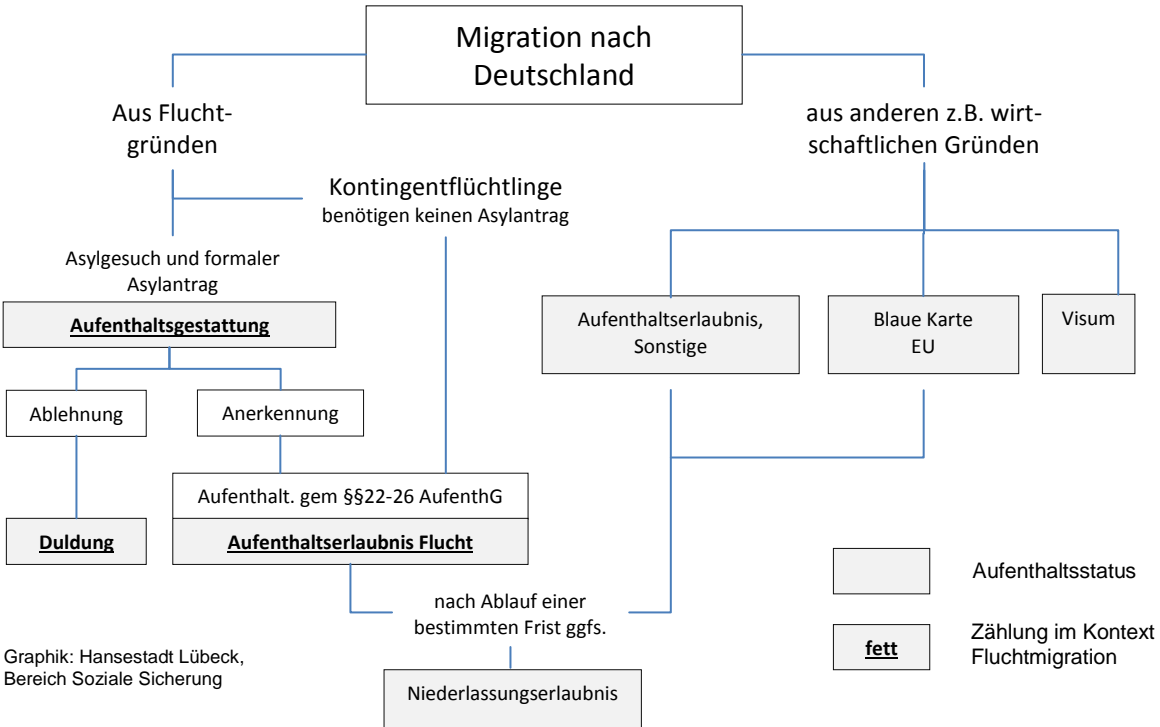 Migration nach
Deutschland
Aus Flucht-
gründen
aus anderen z.B. wirt-
schaftlichen Gründen
Kontingentflüchtlinge
benötigen keinen Asylantrag
Asylgesuch und formaler
Asylantrag
Aufenthaltsgestattung
Aufenthaltserlaubnis,
Sonstige
Blaue Karte
EU
Visum
Ablehnung
Anerkennung
Aufenthalt. gem §§22-26 AufenthG
Duldung
Aufenthaltserlaubnis Flucht
Aufenthaltsstatus
nach Ablauf einer
bestimmten Frist ggfs.
fett
Zählung im Kontext
Fluchtmigration
Graphik: Hansestadt Lübeck,
Bereich Soziale Sicherung
Niederlassungserlaubnis